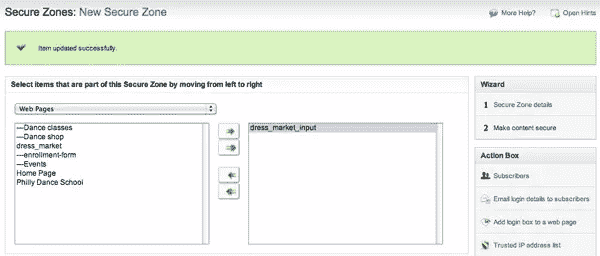 Secure Zones: New Secure Zone
More Help?
Open Hints
Item updated successfully.
Select items that are part of this Secure Zone by moving from left to right
Web Pages
---Dance classes
---Dance shop
dress_market
---enrollment-form
---Events
Home Page
Philly Dance School
dress_market_input
Wizard
1 Secure Zone details
2 Make content secure
Action Box
Subscribers
Email login details to subscribers
Add login box to a web page
Trusted IP address list